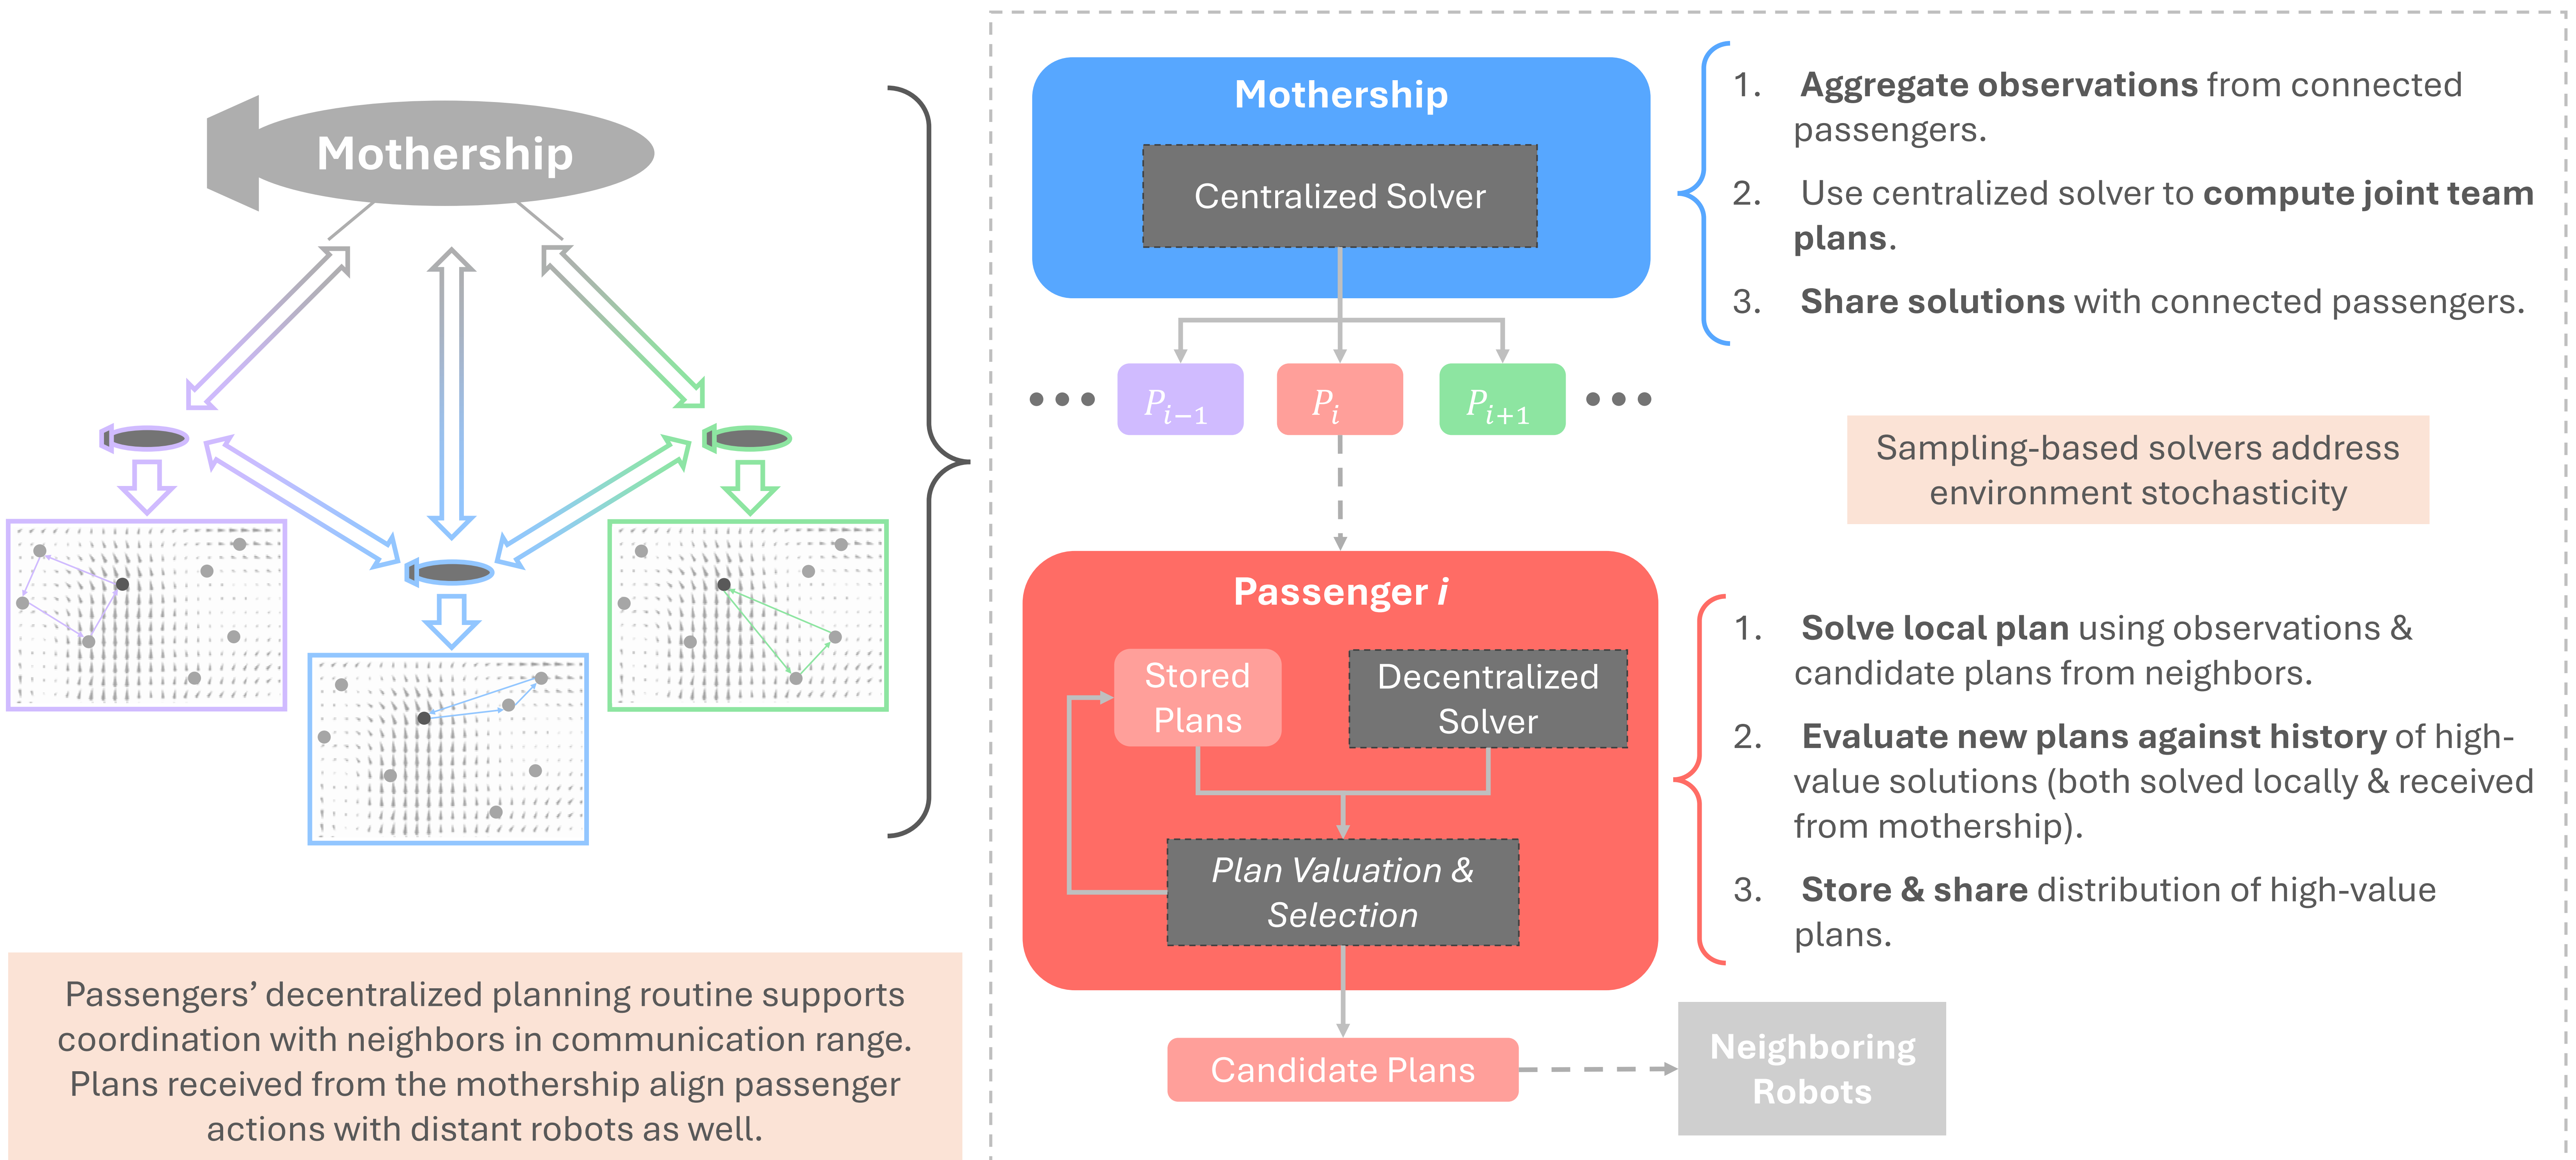 Mothership
Passengers’ decentralized planning routine supports
coordination with neighbors in communication range.
Plans received from the mothership align passenger
actions with distant robots as well.
Mothership
Centralized Solver
P_{i−1}
P_i
P_{i+1}
Passenger i
Stored
Plans
Decentralized
Solver
Plan Valuation &
Selection
Candidate Plans
Neighboring
Robots
1. Aggregate observations from connected
passengers.
2. Use centralized solver to compute joint team
plans.
3. Share solutions with connected passengers.
Sampling-based solvers address
environment stochasticity
1. Solve local plan using observations &
candidate plans from neighbors.
2. Evaluate new plans against history of high-
value solutions (both solved locally & received
from mothership).
3. Store & share distribution of high-value
plans.